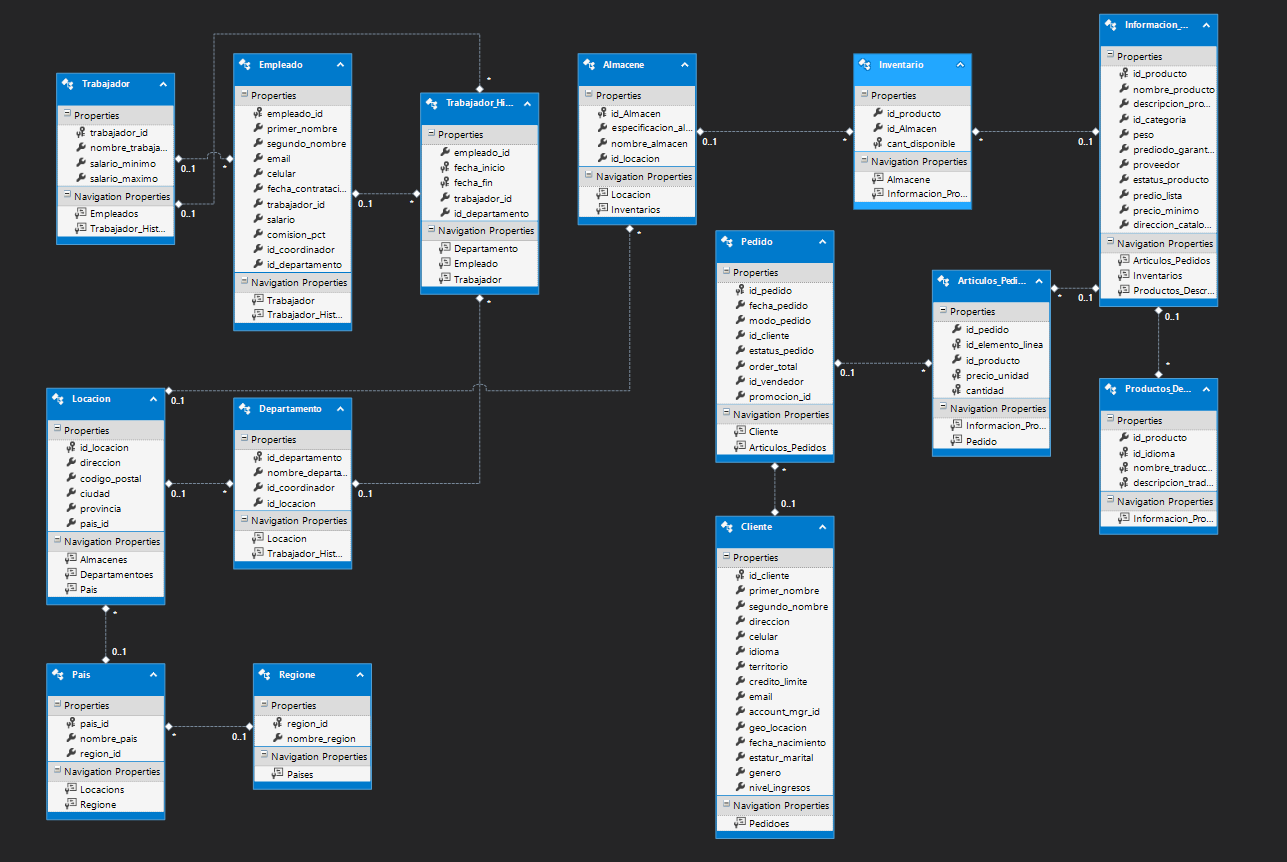 Trabajador
Properties
trabajador_id
nombre_trabaja...
salario_minimo
salario_maximo
Navigation Properties
Empleados
Trabajador_Hist...
0..1
*
0..1
Empleado
Properties
empleado_id
primer_nombre
segundo_nombre
email
celular
fecha_contrataci...
trabajador_id
salario
comision_pct
id_coordinador
id_departamento
Navigation Properties
Trabajador
Trabajador_Hist...
0..1
*
*
Trabajador_Hi...
Properties
empleado_id
fecha_inicio
fecha_fin
trabajador_id
id_departamento
Navigation Properties
Departamento
Empleado
Trabajador
*
Almacene
Properties
id_Almacen
especificacion_al...
nombre_almacen
id_locacion
Navigation Properties
Locacion
Inventarios
*
0..1
*
Inventario
Properties
id_producto
id_Almacen
cant_disponible
Navigation Properties
Almacene
Informacion_Pro...
*
0..1
Informacion_...
Properties
id_producto
nombre_producto
descripcion_pro...
id_categoria
peso
prediodo_garant...
proveedor
estatus_producto
predio_lista
precio_minimo
direccion_catalo...
Navigation Properties
Articulos_Pedidos
Inventarios
Productos_Descr...
0..1
*
Pedido
Properties
id_pedido
fecha_pedido
modo_pedido
id_cliente
estatus_pedido
order_total
id_vendedor
promocion_id
Navigation Properties
Cliente
Articulos_Pedidos
0..1
*
*
0..1
Articulos_Pedi...
Properties
id_pedido
id_elemento_linea
id_producto
precio_unidad
cantidad
Navigation Properties
Informacion_Pro...
Pedido
*
0..1
Productos_De...
Properties
id_producto
id_idioma
nombre_traducc...
descripcion_trad...
Navigation Properties
Informacion_Pro...
Locacion
Properties
id_locacion
direccion
codigo_postal
ciudad
provincia
pais_id
Navigation Properties
Almacenes
Departamentoes
Pais
0..1
0..1
*
*
0..1
Departamento
Properties
id_departamento
nombre_departa...
id_coordinador
id_locacion
Navigation Properties
Locacion
Trabajador_Hist...
0..1
Cliente
Properties
id_cliente
primer_nombre
segundo_nombre
direccion
celular
idioma
territorio
credito_limite
email
account_mgr_id
geo_locacion
fecha_nacimiento
estatur_marital
genero
nivel_ingresos
Navigation Properties
Pedidoes
Pais
Properties
pais_id
nombre_pais
region_id
Navigation Properties
Locacions
Regione
*
0..1
Regione
Properties
region_id
nombre_region
Navigation Properties
Paises